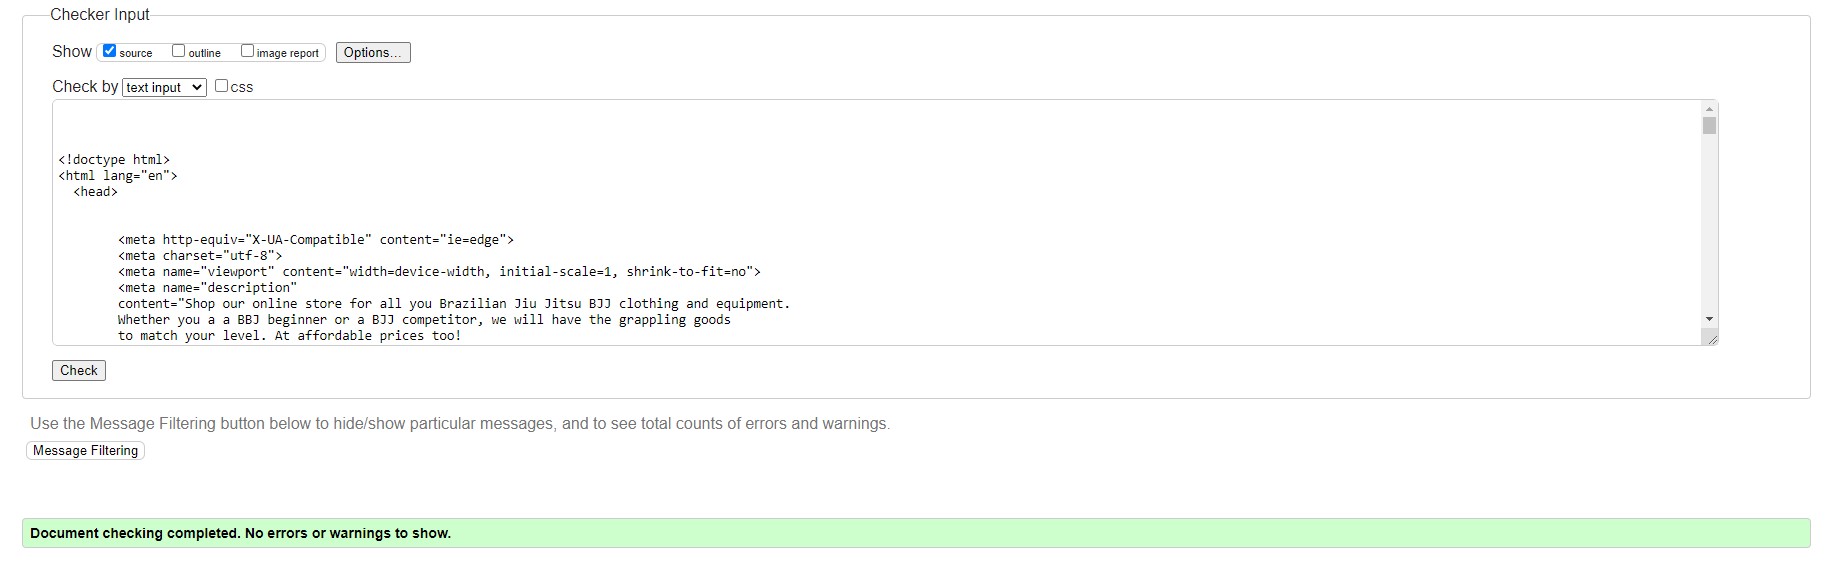 Checker Input
Show source outline image report Options...
Check by text input css
<!doctype html>
<html lang="en">
<head>
<meta http-equiv="X-UA-Compatible" content="ie=edge">
<meta charset="utf-8">
<meta name="viewport" content="width=device-width, initial-scale=1, shrink-to-fit=no">
<meta name="description"
content="Shop our online store for all you Brazilian Jiu Jitsu BJJ clothing and equipment.
Whether you a a BBJ beginner or a BJJ competitor, we will have the grappling goods
to match your level. At affordable prices too!
Check
Use the Message Filtering button below to hide/show particular messages, and to see total counts of errors and warnings.
Message Filtering
Document checking completed. No errors or warnings to show.